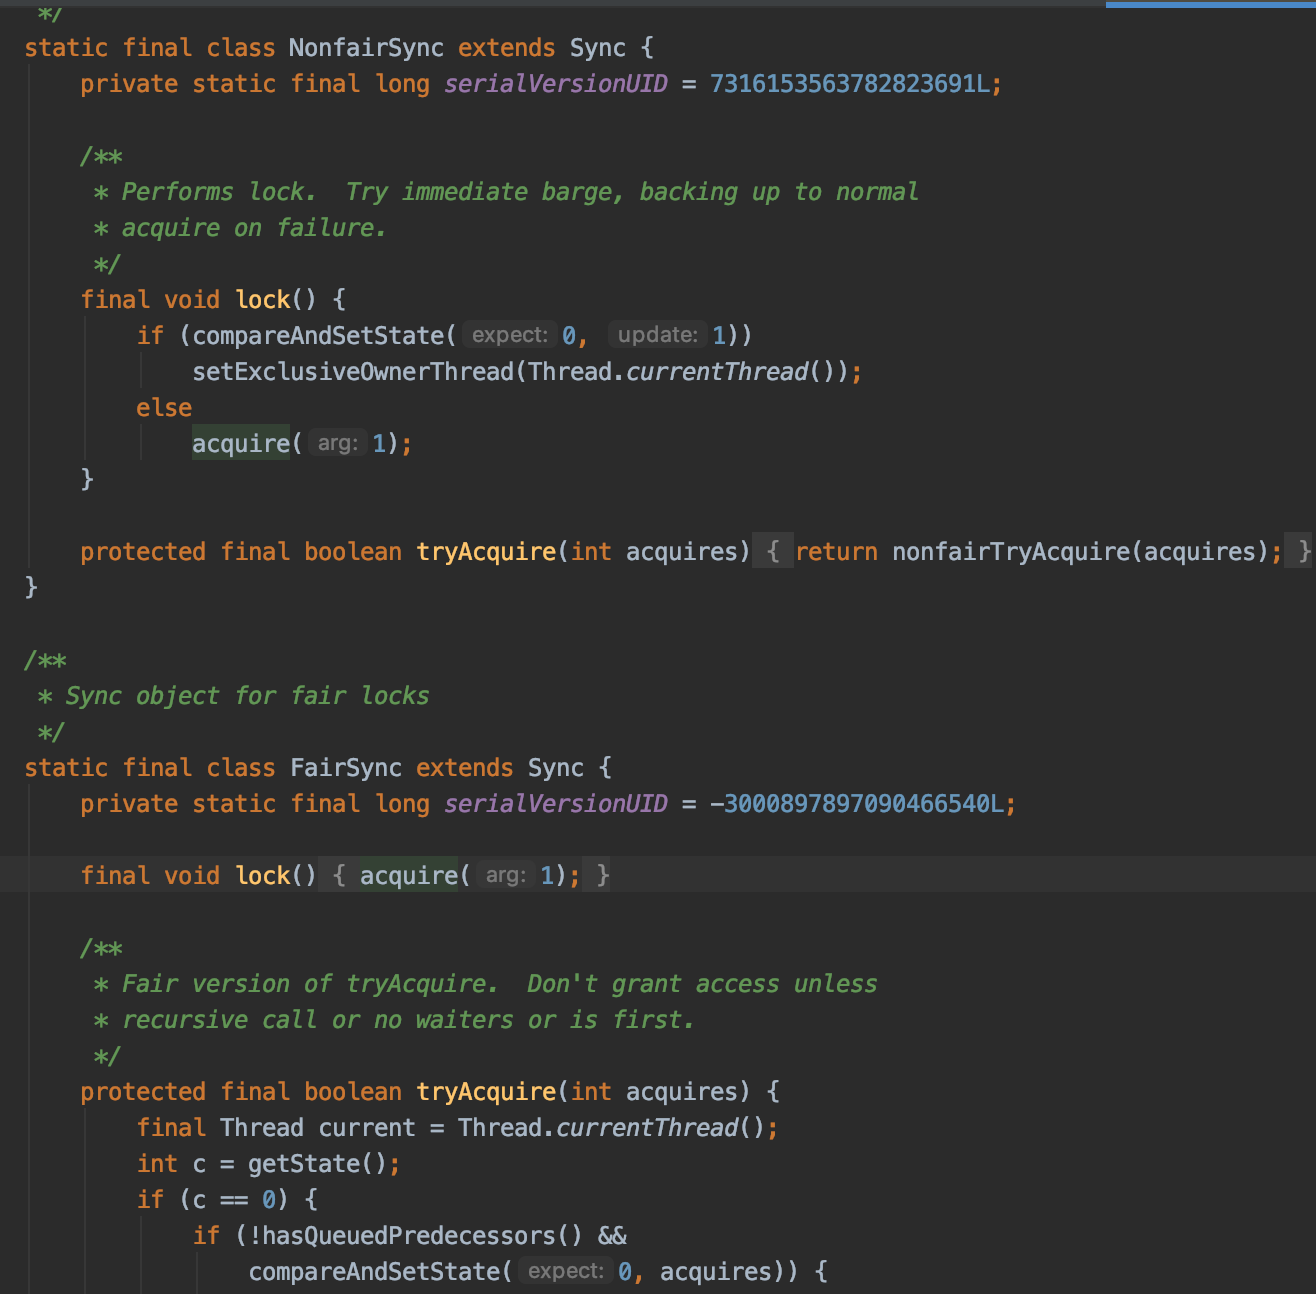 */
static final class NonfairSync extends Sync {
private static final long serialVersionUID = 7316153563782823691L;
/**
* Performs lock.  Try immediate barge, backing up to normal
* acquire on failure.
*/
final void lock() {
if (compareAndSetState( expect: 0, update: 1))
setExclusiveOwnerThread(Thread.currentThread());
else
acquire( arg: 1);
}
protected final boolean tryAcquire(int acquires) { return nonfairTryAcquire(acquires); }
}
/**
* Sync object for fair locks
*/
static final class FairSync extends Sync {
private static final long serialVersionUID = -3000897897090466540L;
final void lock() { acquire( arg: 1); }
/**
* Fair version of tryAcquire.  Don't grant access unless
* recursive call or no waiters or is first.
*/
protected final boolean tryAcquire(int acquires) {
final Thread current = Thread.currentThread();
int c = getState();
if (c == 0) {
if (!hasQueuedPredecessors() &&
compareAndSetState( expect: 0, acquires)) {